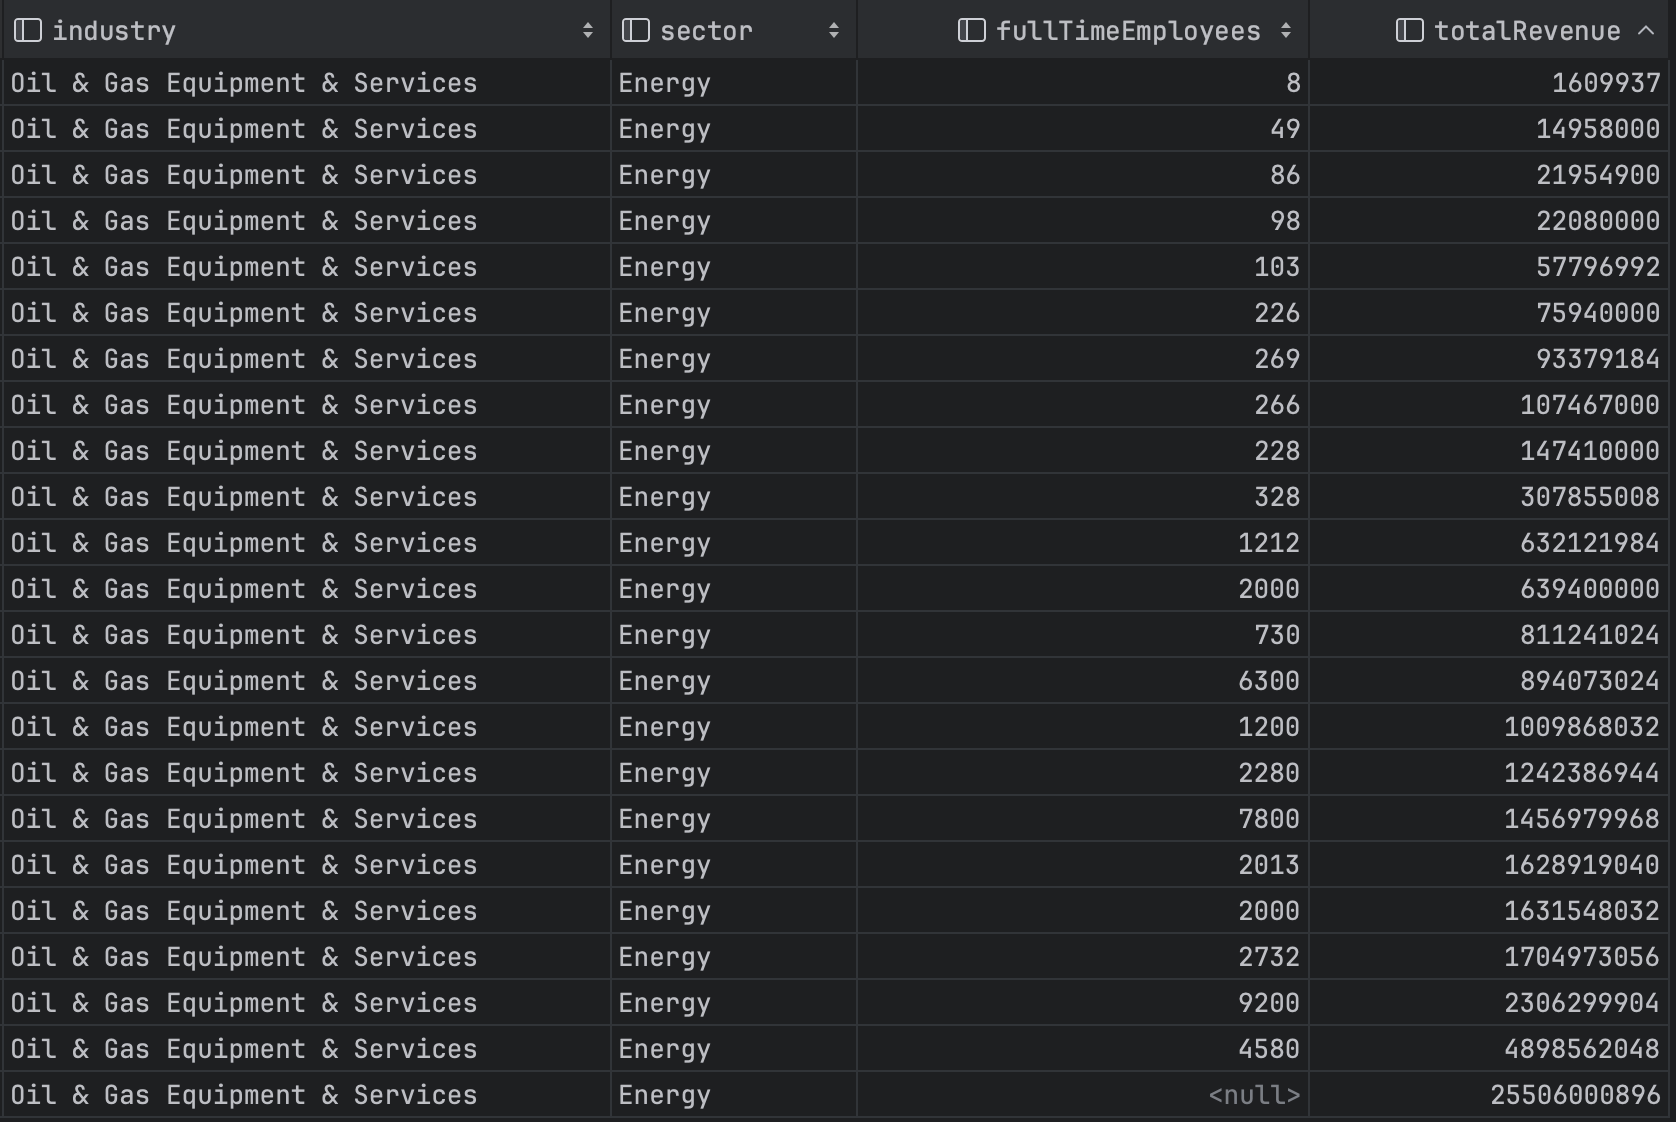 industry sector fullTimeEmployees totalRevenue
Oil & Gas Equipment & Services Energy 8 1609937
Oil & Gas Equipment & Services Energy 49 14958000
Oil & Gas Equipment & Services Energy 86 21954900
Oil & Gas Equipment & Services Energy 98 22080000
Oil & Gas Equipment & Services Energy 103 57796992
Oil & Gas Equipment & Services Energy 226 75940000
Oil & Gas Equipment & Services Energy 269 93379184
Oil & Gas Equipment & Services Energy 266 107467000
Oil & Gas Equipment & Services Energy 228 147410000
Oil & Gas Equipment & Services Energy 328 307855008
Oil & Gas Equipment & Services Energy 1212 632121984
Oil & Gas Equipment & Services Energy 2000 639400000
Oil & Gas Equipment & Services Energy 730 811241024
Oil & Gas Equipment & Services Energy 6300 894073024
Oil & Gas Equipment & Services Energy 1200 1009868032
Oil & Gas Equipment & Services Energy 2280 1242386944
Oil & Gas Equipment & Services Energy 7800 1456979968
Oil & Gas Equipment & Services Energy 2013 1628919040
Oil & Gas Equipment & Services Energy 2000 1631548032
Oil & Gas Equipment & Services Energy 2732 1704973056
Oil & Gas Equipment & Services Energy 9200 2306299904
Oil & Gas Equipment & Services Energy 4580 4898562048
Oil & Gas Equipment & Services Energy <null> 25506000896